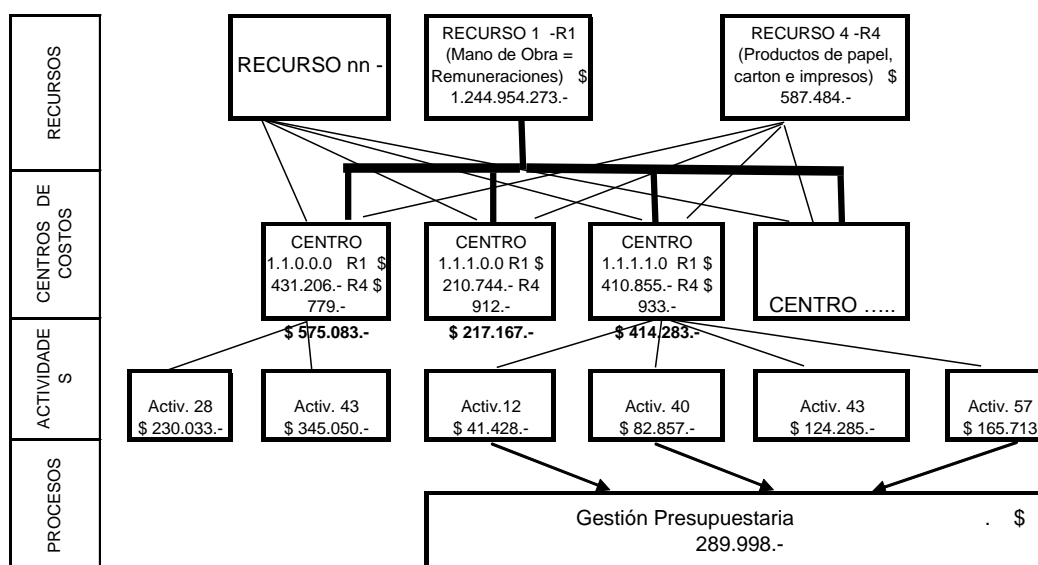 RECURSOS
RECURSO nn -
RECURSO 1 -R1
(Mano de Obra =
Remuneraciones) $
1.244.954.273.-
RECURSO 4 -R4
(Productos de papel,
carton e impresos) $
587.484.-
CENTROS DE
COSTOS
CENTRO
1.1.0.0.0 R1 $
431.206.- R4 $
779.-
$ 575.083.-
CENTRO
1.1.1.0.0 R1 $
210.744.- R4
912.-
$ 217.167.-
CENTRO
1.1.1.1.0 R1 $
410.855.- R4 $
933.-
$ 414.283.-
CENTRO …..
ACTIVIDADE
S
Activ. 28
$ 230.033.-
Activ. 43
$ 345.050.-
Activ.12
$ 41.428.-
Activ. 40
$ 82.857.-
Activ. 43
$ 124.285.-
Activ. 57
$ 165.713
PROCESOS
Gestión Presupuestaria . $
289.998.-